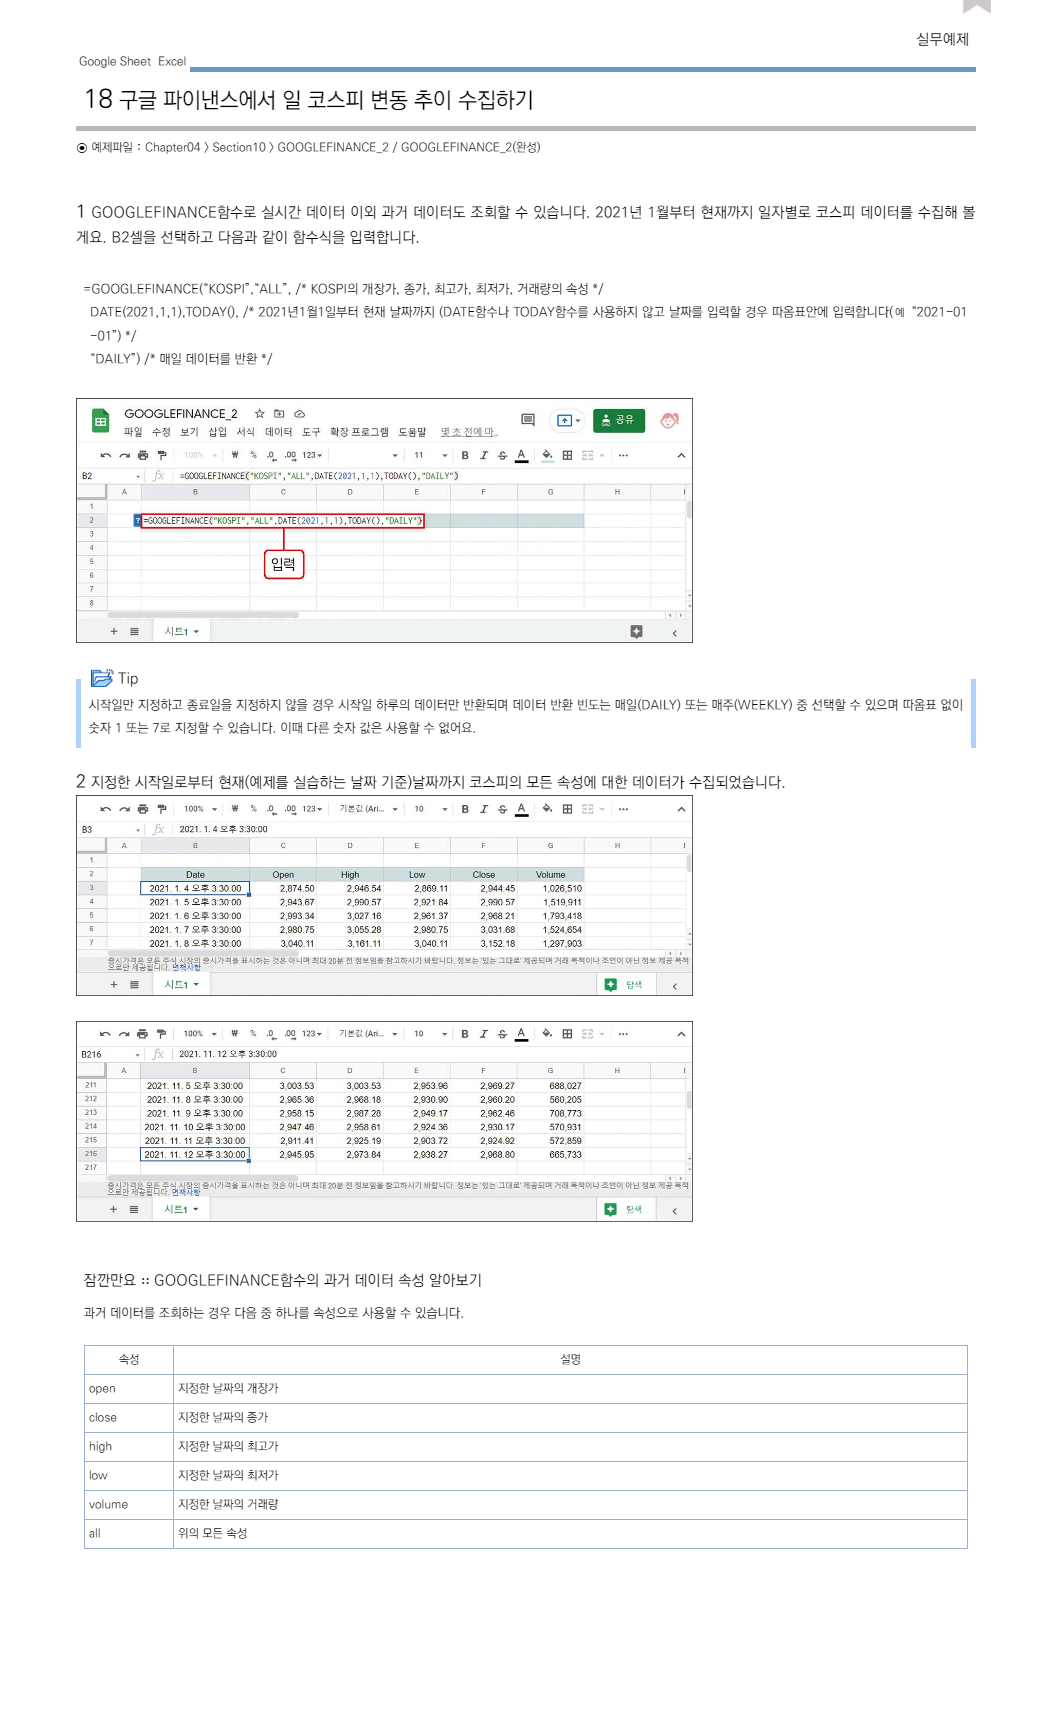 실무예제
Google Sheet Excel
18 구글 파이낸스에서 일 코스피 변동 추이 수집하기
예제파일 : Chapter04 > Section10 > GOOGLEFINANCE_2 / GOOGLEFINANCE_2(완성)
1 GOOGLEFINANCE함수로 실시간 데이터 이외 과거 데이터도 조회할 수 있습니다. 2021년 1월부터 현재까지 일자별로 코스피 데이터를 수집해 볼
게요. B2셀을 선택하고 다음과 같이 함수식을 입력합니다.
=GOOGLEFINANCE(“KOSPI”,“ALL”, /* KOSPI의 개장가, 종가, 최고가, 최저가, 거래량의 속성 */
DATE(2021,1,1),TODAY(), /* 2021년1월1일부터 현재 날짜까지 (DATE함수나 TODAY함수를 사용하지 않고 날짜를 입력할 경우 따옴표안에 입력합니다(예 “2021-01
-01”) */
“DAILY”) /* 매일 데이터를 반환 */
GOOGLEFINANCE_2
공유
파일 수정 보기 삽입 서식 데이터 도구 확장 프로그램 도움말 몇 초 전에 마...
100% ₩ % .0 .00 123 11 B I S A ...
B2 fx =GOOGLEFINANCE("KOSPI","ALL",DATE(2021,1,1),TODAY(),"DAILY")
A B C D E F G H I
1
2 ? =GOOGLEFINANCE("KOSPI","ALL",DATE(2021,1,1),TODAY(),"DAILY")
3
4
5 입력
6
7
8
+ 시트1
Tip
시작일만 지정하고 종료일을 지정하지 않을 경우 시작일 하루의 데이터만 반환되며 데이터 반환 빈도는 매일(DAILY) 또는 매주(WEEKLY) 중 선택할 수 있으며 따옴표 없이
숫자 1 또는 7로 지정할 수 있습니다. 이때 다른 숫자 값은 사용할 수 없어요.
2 지정한 시작일로부터 현재(예제를 실습하는 날짜 기준)날짜까지 코스피의 모든 속성에 대한 데이터가 수집되었습니다.
100% ₩ % .0 .00 123 기본값 (Ari... 10 B I S A ...
B3 fx 2021. 1. 4 오후 3:30:00
A B C D E F G H I
1
2 Date Open High Low Close Volume
3 2021. 1. 4 오후 3:30:00 2,874.50 2,946.54 2,869.11 2,944.45 1,026,510
4 2021. 1. 5 오후 3:30:00 2,943.67 2,990.57 2,921.84 2,990.57 1,519,911
5 2021. 1. 6 오후 3:30:00 2,993.34 3,027.16 2,961.37 2,968.21 1,793,418
6 2021. 1. 7 오후 3:30:00 2,980.75 3,055.28 2,980.75 3,031.68 1,524,654
7 2021. 1. 8 오후 3:30:00 3,040.11 3,161.11 3,040.11 3,152.18 1,297,903
증시가격은 모든 주식 시장의 증시가격을 표시하는 것은 아니며 최대 20분 전 정보임을 참고하시기 바랍니다. 정보는 '있는 그대로' 제공되며 거래 목적이나 조언이 아닌 정보 제공 목적
으로만 제공됩니다. 면책사항
+ 시트1 탐색
100% ₩ % .0 .00 123 기본값 (Ari... 10 B I S A ...
B216 fx 2021. 11. 12 오후 3:30:00
A B C D E F G H I
211 2021. 11. 5 오후 3:30:00 3,003.53 3,003.53 2,953.96 2,969.27 688,027
212 2021. 11. 8 오후 3:30:00 2,965.36 2,968.18 2,930.90 2,960.20 560,205
213 2021. 11. 9 오후 3:30:00 2,958.15 2,987.28 2,949.17 2,962.46 708,773
214 2021. 11. 10 오후 3:30:00 2,947.46 2,958.61 2,924.36 2,930.17 570,931
215 2021. 11. 11 오후 3:30:00 2,911.41 2,925.19 2,903.72 2,924.92 572,859
216 2021. 11. 12 오후 3:30:00 2,945.95 2,973.84 2,938.27 2,968.80 665,733
217
증시가격은 모든 주식 시장의 증시가격을 표시하는 것은 아니며 최대 20분 전 정보임을 참고하시기 바랍니다. 정보는 '있는 그대로' 제공되며 거래 목적이나 조언이 아닌 정보 제공 목적
으로만 제공됩니다. 면책사항
+ 시트1 탐색
잠깐만요 :: GOOGLEFINANCE함수의 과거 데이터 속성 알아보기
과거 데이터를 조회하는 경우 다음 중 하나를 속성으로 사용할 수 있습니다.
속성 설명
open 지정한 날짜의 개장가
close 지정한 날짜의 종가
high 지정한 날짜의 최고가
low 지정한 날짜의 최저가
volume 지정한 날짜의 거래량
all 위의 모든 속성